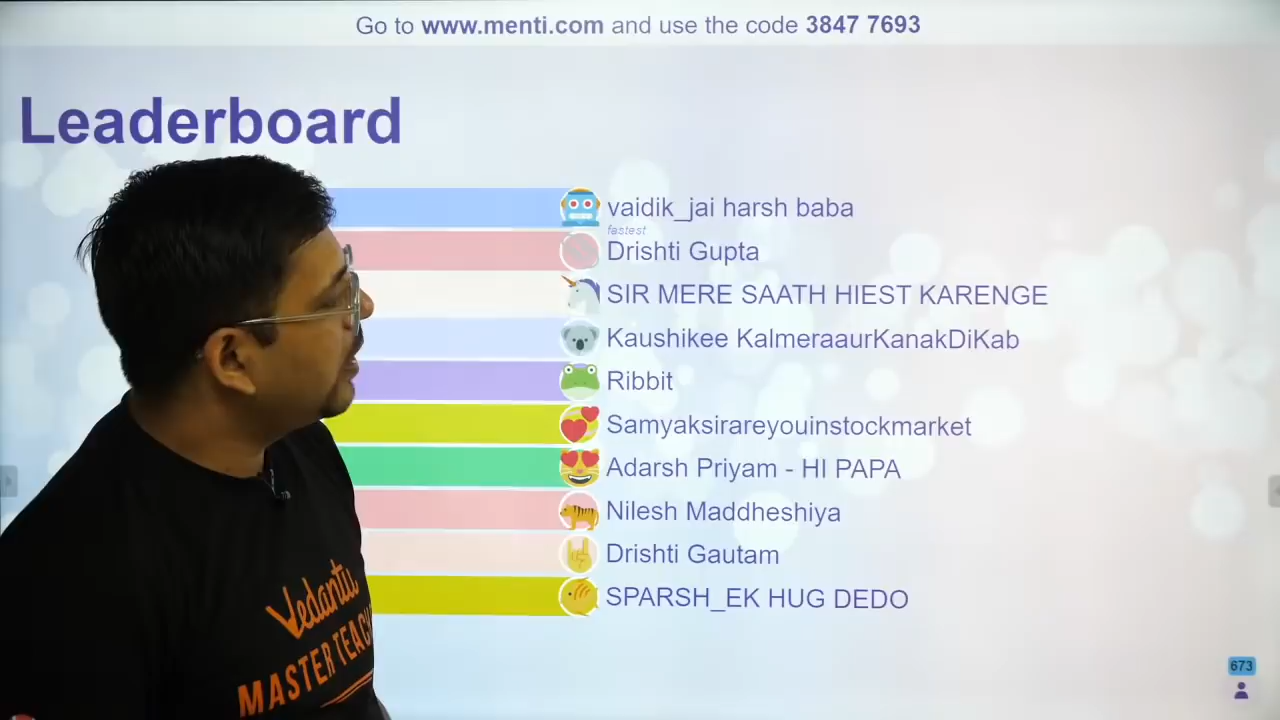 Go to www.menti.com and use the code 3847 7693
Leaderboard
vaidik_jai harsh baba
fastest
Drishti Gupta
SIR MERE SAATH HIEST KARENGE
Kaushikee KalmeraaurKanakDiKab
Ribbit
Samyaksirareyouinstockmarket
Adarsh Priyam - HI PAPA
Nilesh Maddheshiya
Drishti Gautam
SPARSH_EK HUG DEDO
Vedantu
MASTER TEACH
673